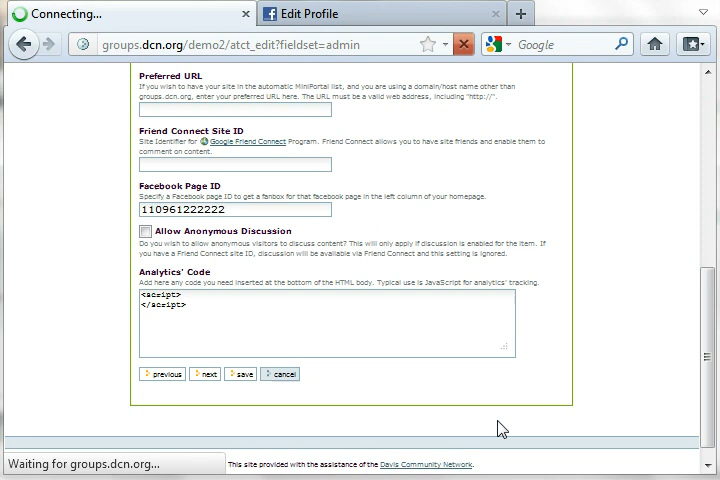 Connecting...
Edit Profile
groups.dcn.org/demo2/atct_edit?fieldset=admin
Google
Preferred URL
If you wish to have your site in the automatic MiniPortal list, and you are using a domain/host name other than
groups.dcn.org, enter your preferred URL here. The URL must be a valid web address, including "http://".
Friend Connect Site ID
Site Identifier for Google Friend Connect Program. Friend Connect allows you to have site friends and enable them to
comment on content.
Facebook Page ID
Specify a Facebook page ID to get a fanbox for that facebook page in the left column of your homepage.
110961222222
Allow Anonymous Discussion
Do you wish to allow anonymous visitors to discuss content? This will only apply if discussion is enabled for the item. If
you have a Friend Connect site ID, discussion will be available via Friend Connect and this setting is ignored.
Analytics' Code
Add here any code you need inserted at the bottom of the HTML body. Typical use is JavaScript for analytics' tracking.
<script>
</script>
previous next save cancel
Waiting for groups.dcn.org...
This site provided with the assistance of the Davis Community Network.